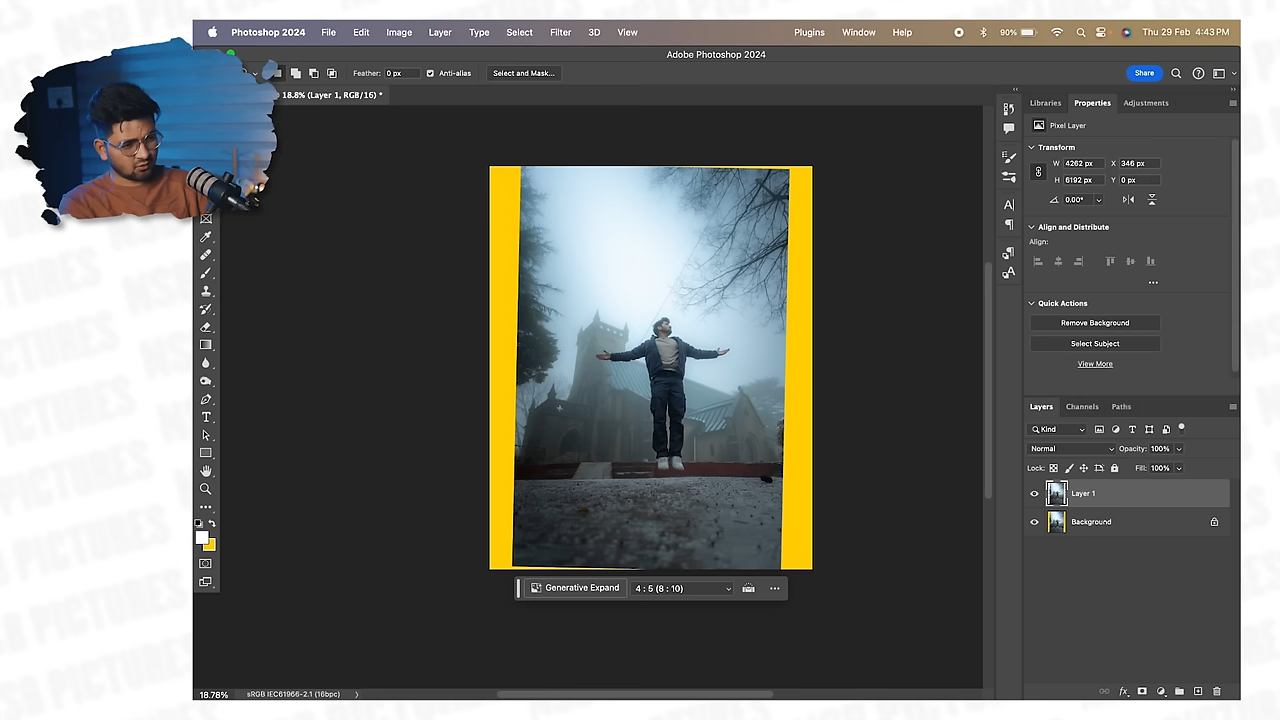 Photoshop 2024 File Edit Image Layer Type Select Filter 3D View Plugins Window Help 90% Thu 29 Feb 4:43 PM
Adobe Photoshop 2024
Feather: 0 px Anti-alias Select and Mask... Share
18.8% (Layer 1, RGB/16) *
Libraries Properties Adjustments
Pixel Layer
Transform
W 4262 px X 346 px
H 6192 px Y 0 px
0.00°
Align and Distribute
Align:
Quick Actions
Remove Background
Select Subject
View More
Layers Channels Paths
Kind
Normal Opacity: 100%
Lock: Fill: 100%
Layer 1
Background
Generative Expand 4 : 5 (8 : 10)
18.78% sRGB IEC61966-2.1 (16bpc)
NSB PICTURES